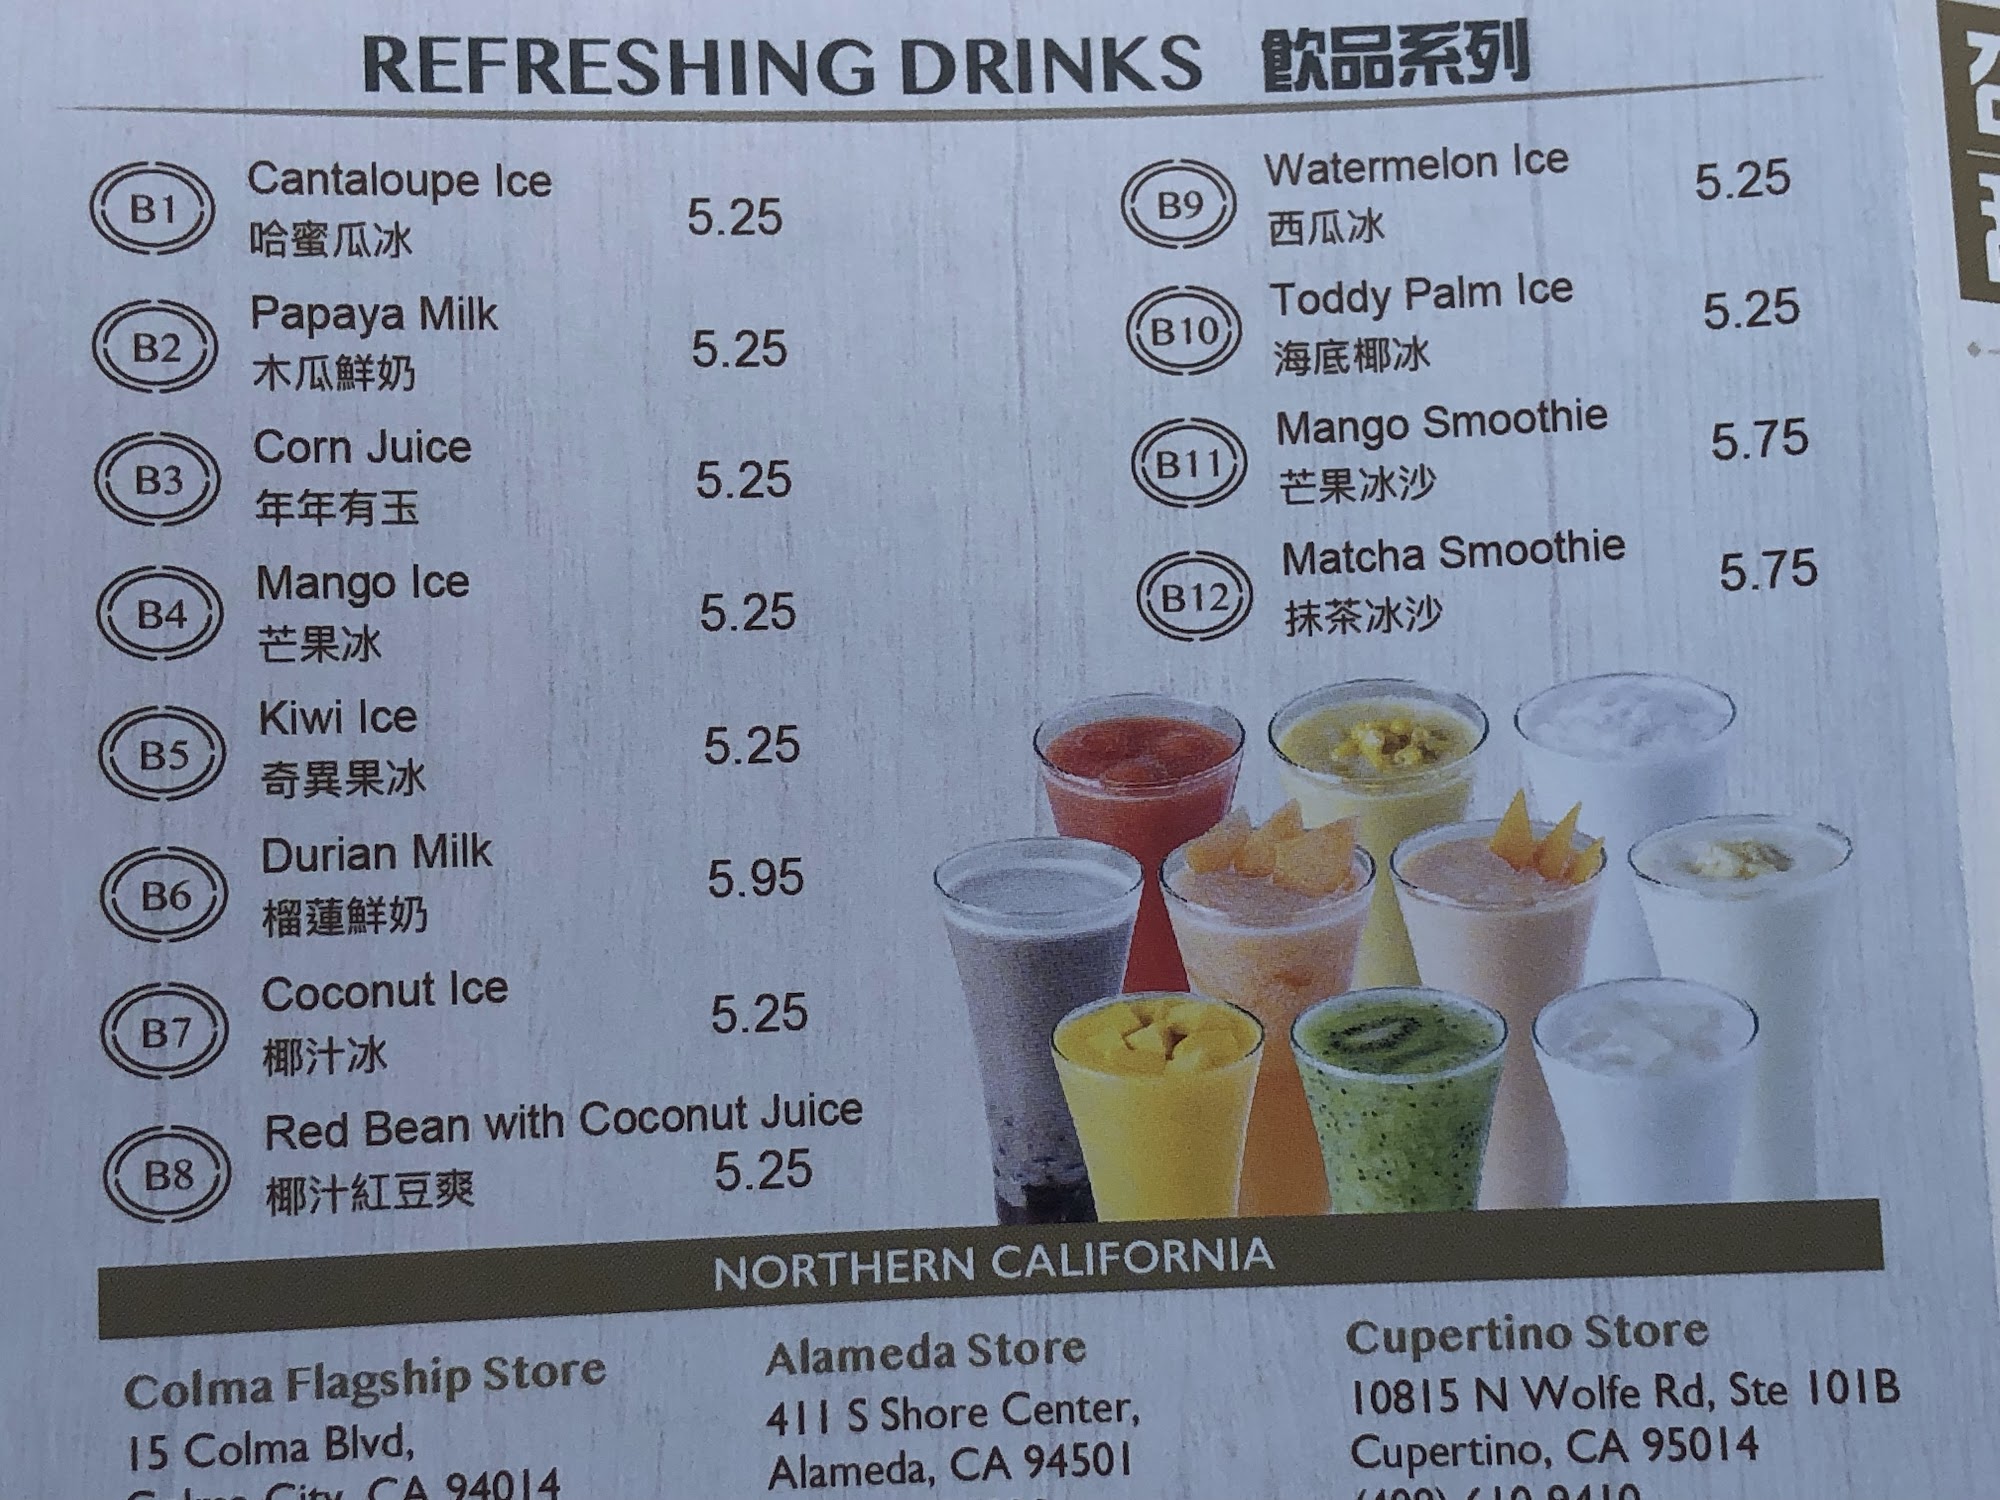 REFRESHING DRINKS 飲品系列
B1 Cantaloupe Ice 5.25
哈蜜瓜冰
B2 Papaya Milk 5.25
木瓜鮮奶
B3 Corn Juice 5.25
年年有玉
B4 Mango Ice 5.25
芒果冰
B5 Kiwi Ice 5.25
奇異果冰
B6 Durian Milk 5.95
榴蓮鮮奶
B7 Coconut Ice 5.25
椰汁冰
B8 Red Bean with Coconut Juice
椰汁紅豆爽 5.25
B9 Watermelon Ice 5.25
西瓜冰
B10 Toddy Palm Ice 5.25
海底椰冰
B11 Mango Smoothie 5.75
芒果冰沙
B12 Matcha Smoothie 5.75
抹茶冰沙
NORTHERN CALIFORNIA
Colma Flagship Store
15 Colma Blvd,
City, CA 94014
Alameda Store
411 S Shore Center,
Alameda, CA 94501
Cupertino Store
10815 N Wolfe Rd, Ste 101B
Cupertino, CA 95014